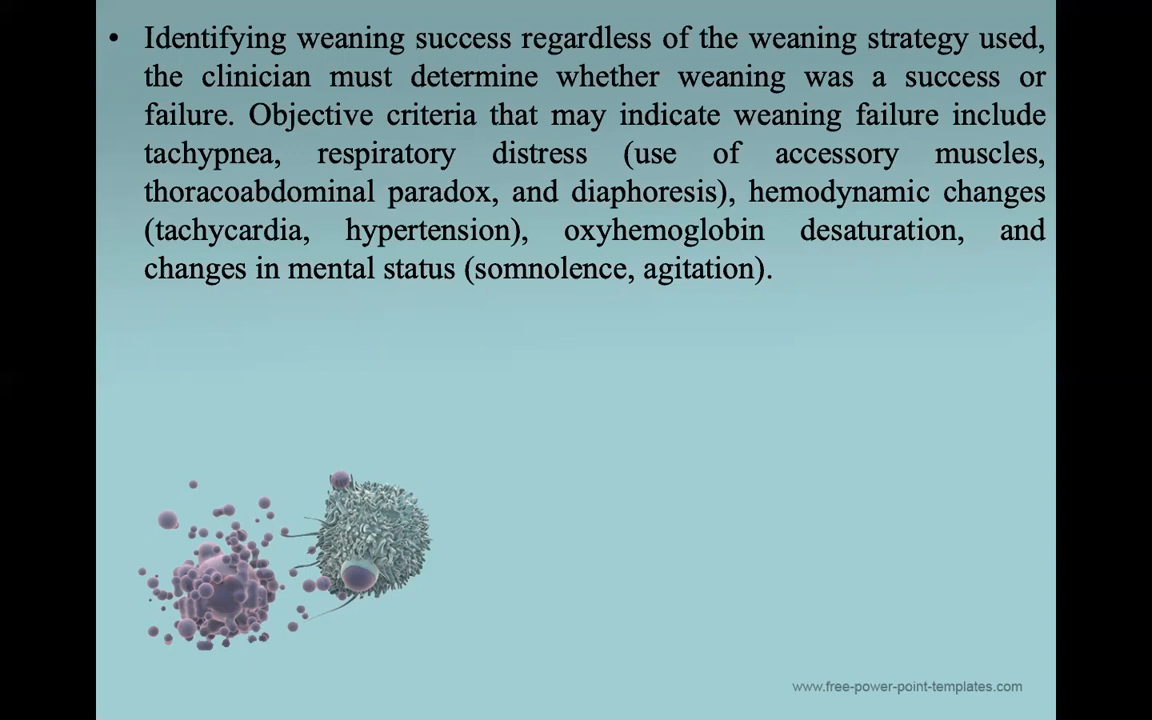 • Identifying weaning success regardless of the weaning strategy used,
the clinician must determine whether weaning was a success or
failure. Objective criteria that may indicate weaning failure include
tachypnea, respiratory distress (use of accessory muscles,
thoracoabdominal paradox, and diaphoresis), hemodynamic changes
(tachycardia, hypertension), oxyhemoglobin desaturation, and
changes in mental status (somnolence, agitation).
www.free-power-point-templates.com